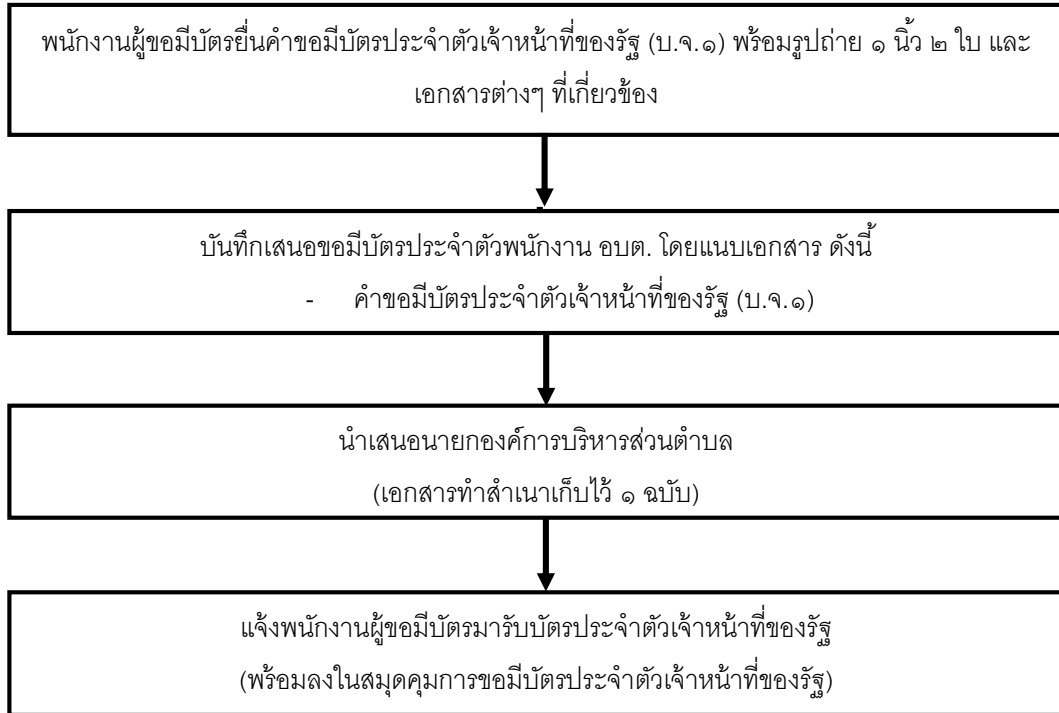 พนักงานผู้ขอมีบัตรยื่นคำขอมีบัตรประจำตัวเจ้าหน้าที่ของรัฐ (บ.จ.๑) พร้อมรูปถ่าย ๑ นิ้ว ๒ ใบ และ
เอกสารต่างๆ ที่เกี่ยวข้อง
บันทึกเสนอขอมีบัตรประจำตัวพนักงาน อบต. โดยแนบเอกสาร ดังนี้
- คำขอมีบัตรประจำตัวเจ้าหน้าที่ของรัฐ (บ.จ.๑)
นำเสนอนายกองค์การบริหารส่วนตำบล
(เอกสารทำสำเนาเก็บไว้ ๑ ฉบับ)
แจ้งพนักงานผู้ขอมีบัตรมารับบัตรประจำตัวเจ้าหน้าที่ของรัฐ
(พร้อมลงในสมุดคุมการขอมีบัตรประจำตัวเจ้าหน้าที่ของรัฐ)